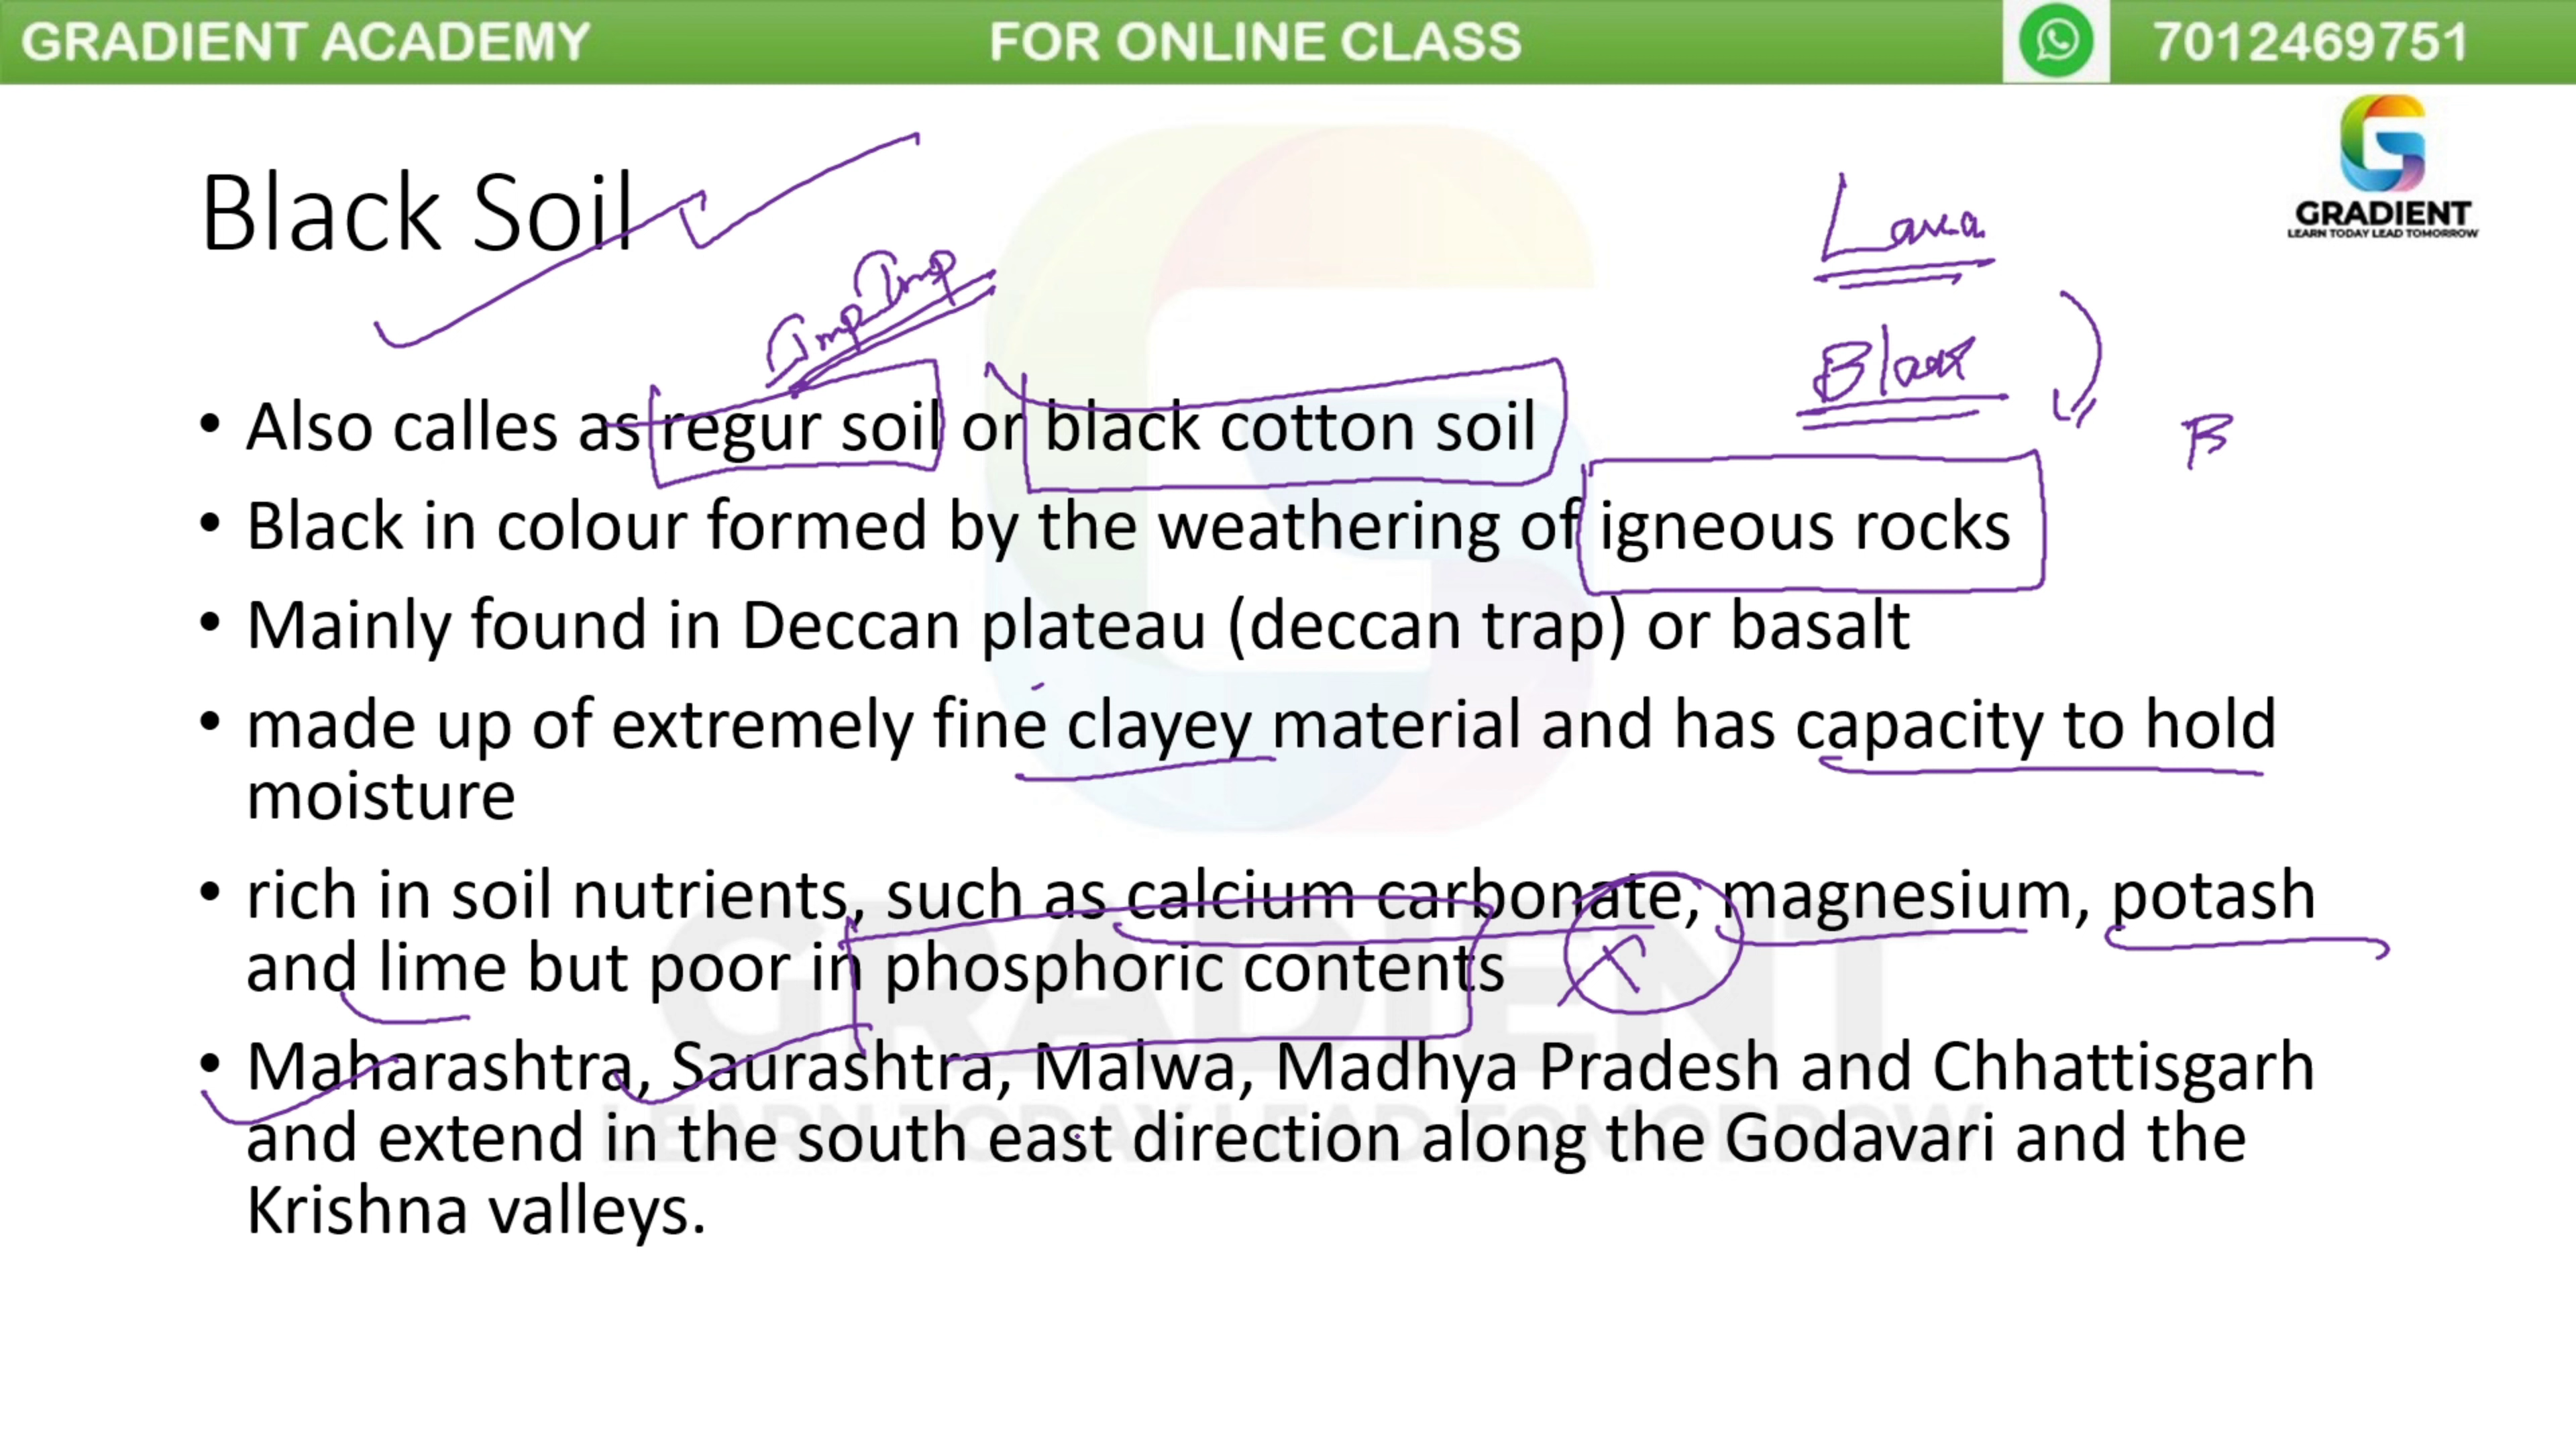 GRADIENT ACADEMY FOR ONLINE CLASS 7012469751
GRADIENT
LEARN TODAY LEAD TOMORROW
Black Soil
Lava
Imp Imp
• Also calles as regur soil or black cotton soil
B
• Black in colour formed by the weathering of igneous rocks
• Mainly found in Deccan plateau (deccan trap) or basalt
• made up of extremely fine clayey material and has capacity to hold
moisture
• rich in soil nutrients, such as calcium carbonate, magnesium, potash
and lime but poor in phosphoric contents
• Maharashtra, Saurashtra, Malwa, Madhya Pradesh and Chhattisgarh
and extend in the south east direction along the Godavari and the
Krishna valleys.
GRADIENT
LEARN TODAY LEAD TOMORROW